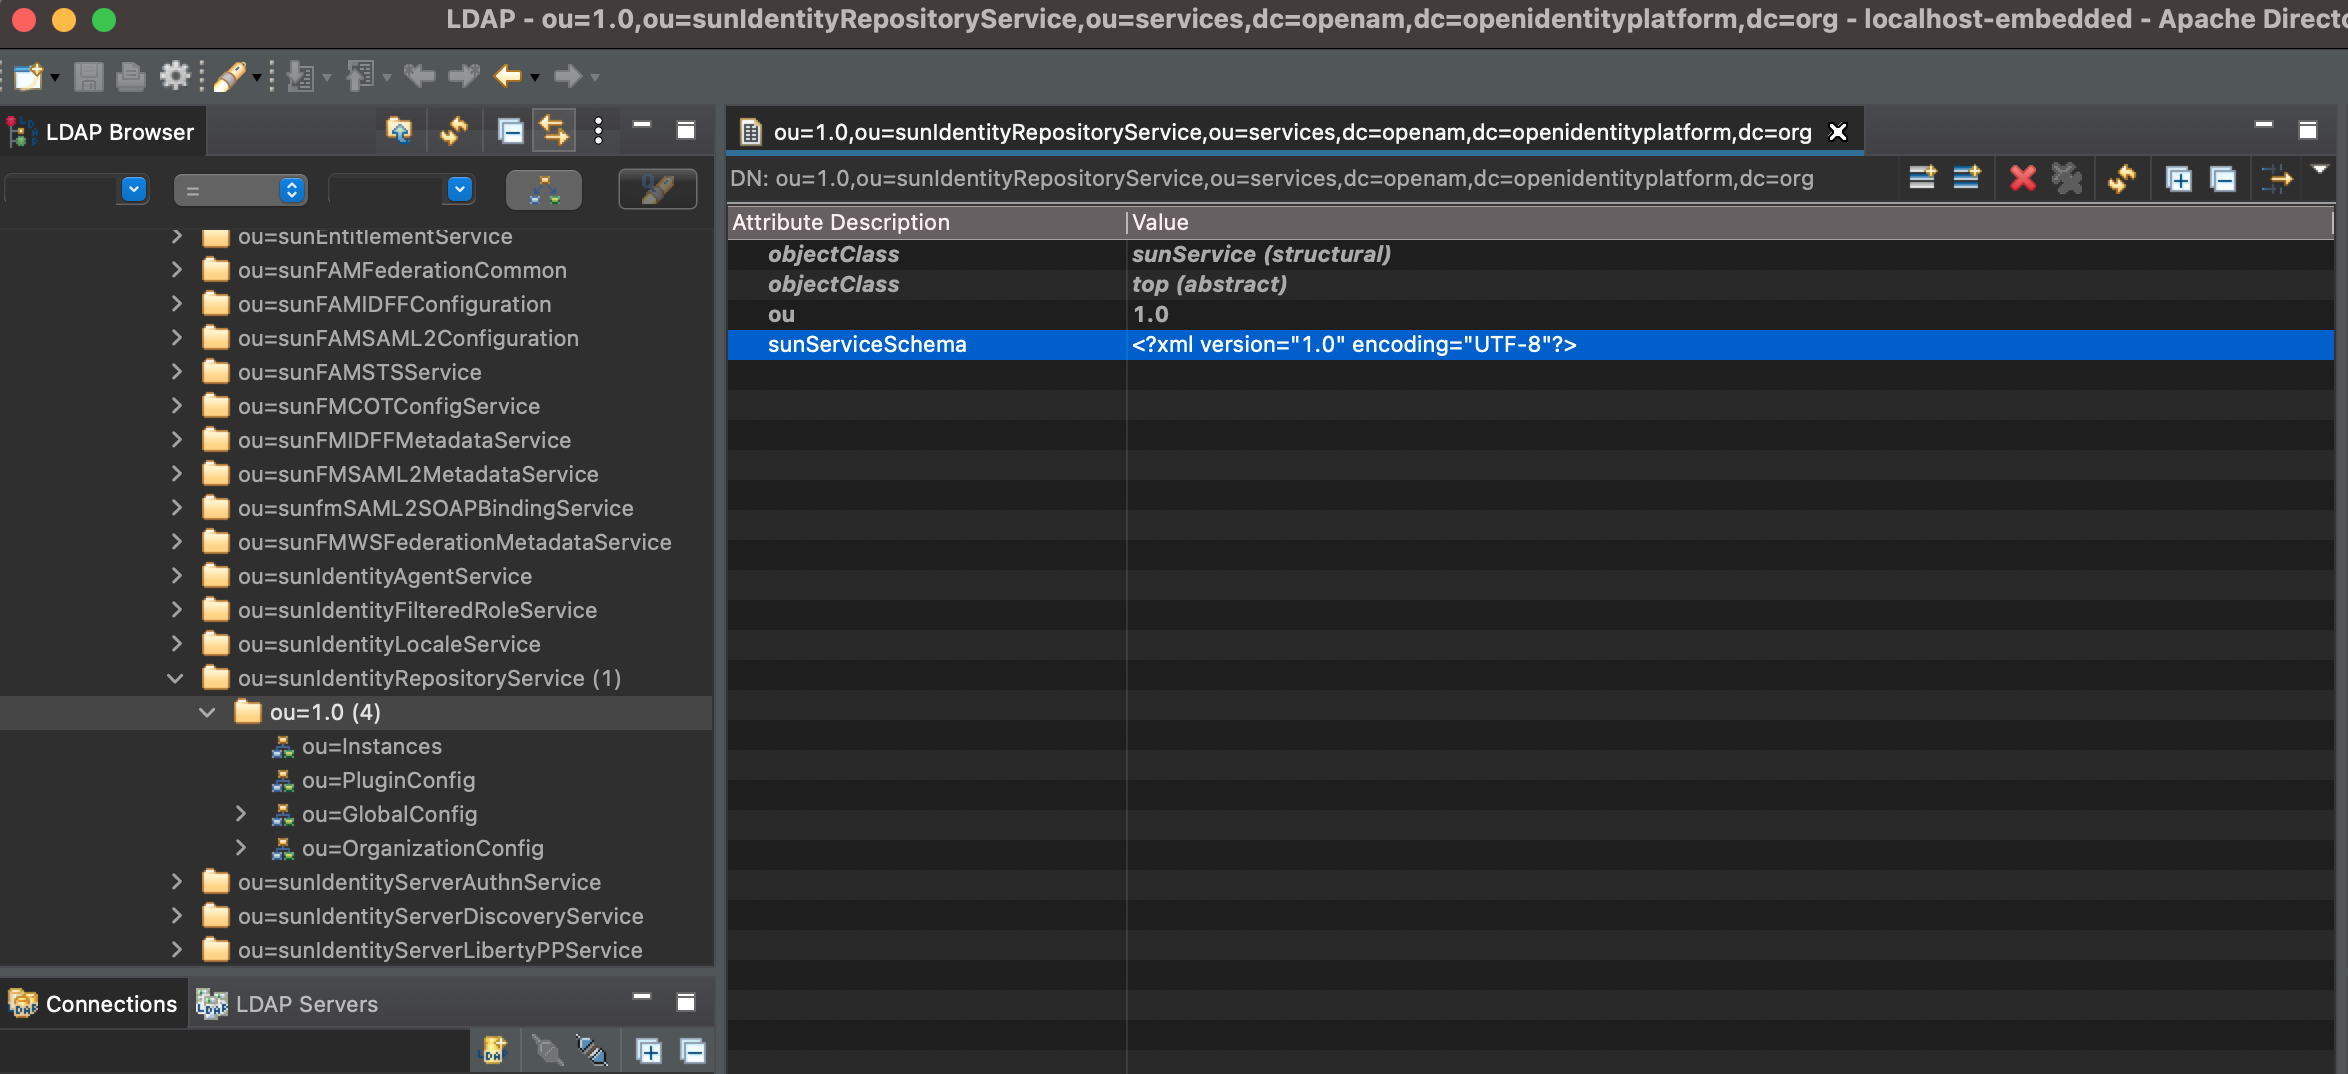 LDAP - ou=1.0,ou=sunIdentityRepositoryService,ou=services,dc=openam,dc=openidentityplatform,dc=org - localhost-embedded - Apache
LDAP Browser
=
ou=sunEntitlementService
ou=sunFAMFederationCommon
ou=sunFAMIDFFConfiguration
ou=sunFAMSAML2Configuration
ou=sunFAMSTSService
ou=sunFMCOTConfigService
ou=sunFMIDFFMetadataService
ou=sunFMSAML2MetadataService
ou=sunfmSAML2SOAPBindingService
ou=sunFMWSFederationMetadataService
ou=sunIdentityAgentService
ou=sunIdentityFilteredRoleService
ou=sunIdentityLocaleService
ou=sunIdentityRepositoryService (1)
ou=1.0 (4)
ou=Instances
ou=PluginConfig
ou=GlobalConfig
ou=OrganizationConfig
ou=sunIdentityServerAuthnService
ou=sunIdentityServerDiscoveryService
ou=sunIdentityServerLibertyPPService
Connections
LDAP Servers
ou=1.0,ou=sunIdentityRepositoryService,ou=services,dc=openam,dc=openidentityplatform,dc=org
DN: ou=1.0,ou=sunIdentityRepositoryService,ou=services,dc=openam,dc=openidentityplatform,dc=org
Attribute Description Value
objectClass sunService (structural)
objectClass top (abstract)
ou 1.0
sunServiceSchema <?xml version="1.0" encoding="UTF-8"?>